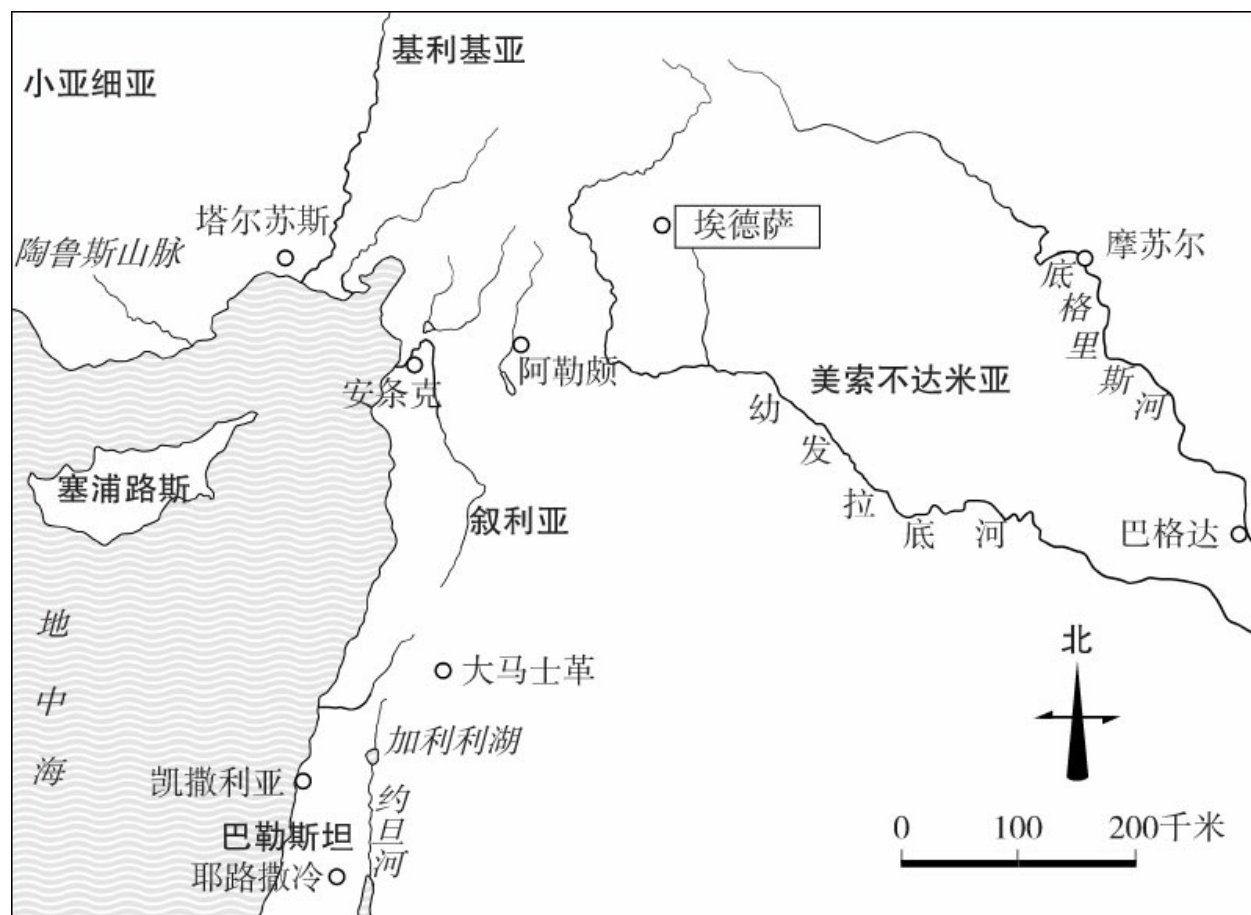 基利基亚
小亚细亚
塔尔苏斯
埃德萨
陶鲁斯山脉
摩苏尔
底格里斯河
阿勒颇
安条克
美索不达米亚
幼发拉底河
塞浦路斯
叙利亚
巴格达
地中海
北
大马士革
加利利湖
凯撒利亚
约旦河
巴勒斯坦
耶路撒冷
0 100 200千米